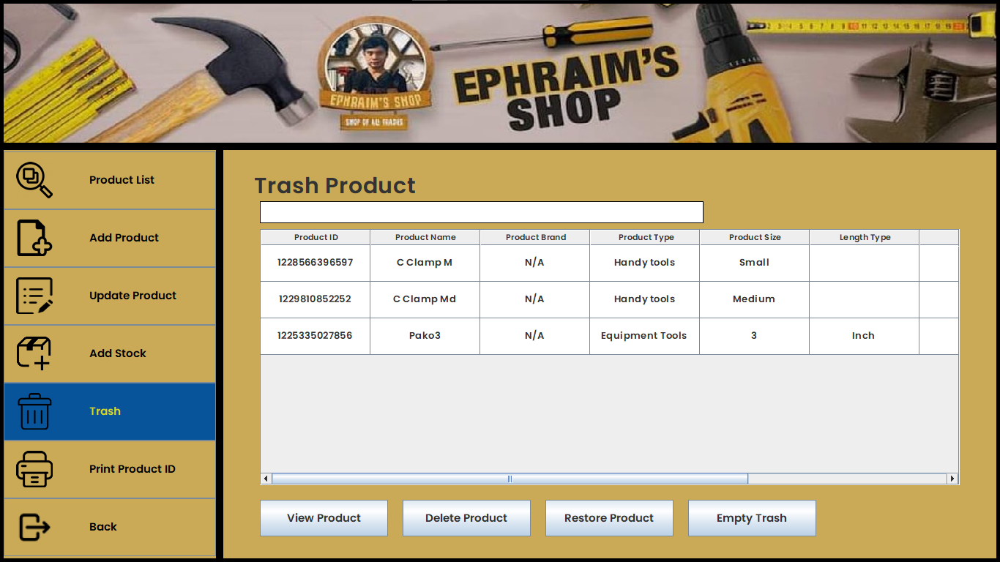 EPHRAIM'S SHOP
SHOP OF ALL TRADES
EPHRAIM'S
SHOP
Product List
Add Product
Update Product
Add Stock
Trash
Print Product ID
Back
Trash Product
Product ID Product Name Product Brand Product Type Product Size Length Type
1228566396597 C Clamp M N/A Handy tools Small
1229810852252 C Clamp Md N/A Handy tools Medium
1225335027856 Pako3 N/A Equipment Tools 3 Inch
View Product Delete Product Restore Product Empty Trash